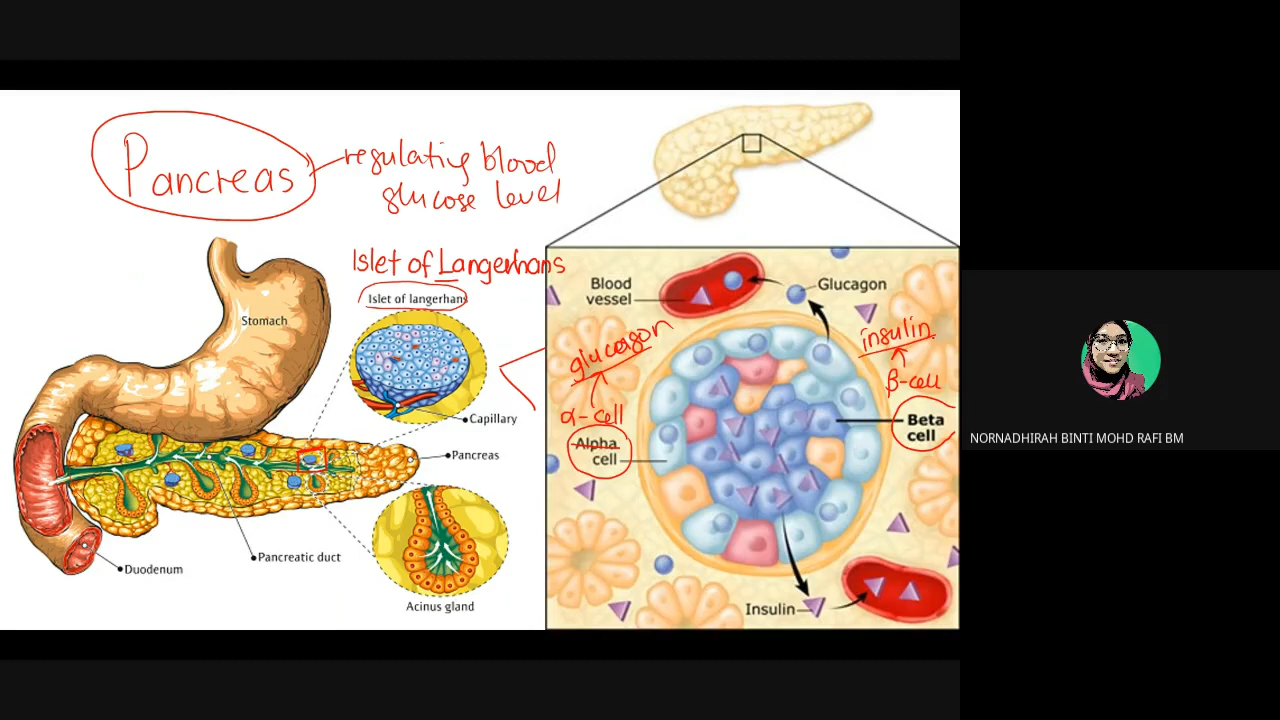 Pancreas
regulating blood
glucose level
Islet of Langerhans
Islet of langerhans
Stomach
Capillary
Pancreas
Pancreatic duct
Duodenum
Acinus gland
Blood
vessel
Glucagon
glucagon
α-cell
Alpha
cell
insulin
β-cell
Beta
cell
Insulin
NORNADHIRAH BINTI MOHD RAFI BM